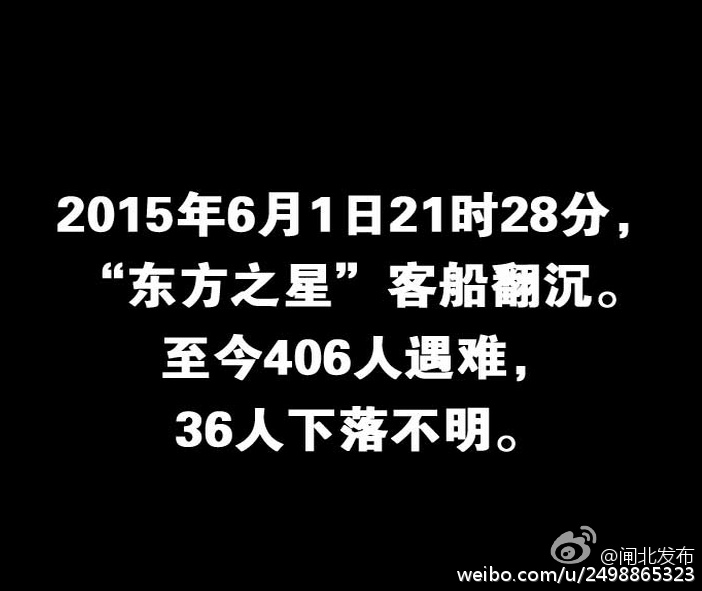 2015年6月1日21时28分，
“东方之星”客船翻沉。
至今406人遇难，
36人下落不明。
@闸北发布
weibo.com/u/2498865323